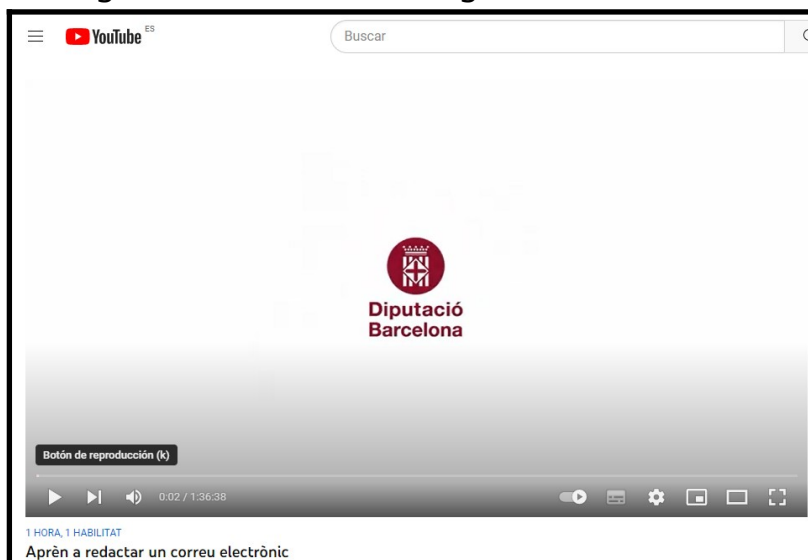 YouTube ES
Buscar
Diputació
Barcelona
Botón de reproducción (k)
0:02 / 1:36:38
1 HORA, 1 HABILITAT
Aprèn a redactar un correu electrònic